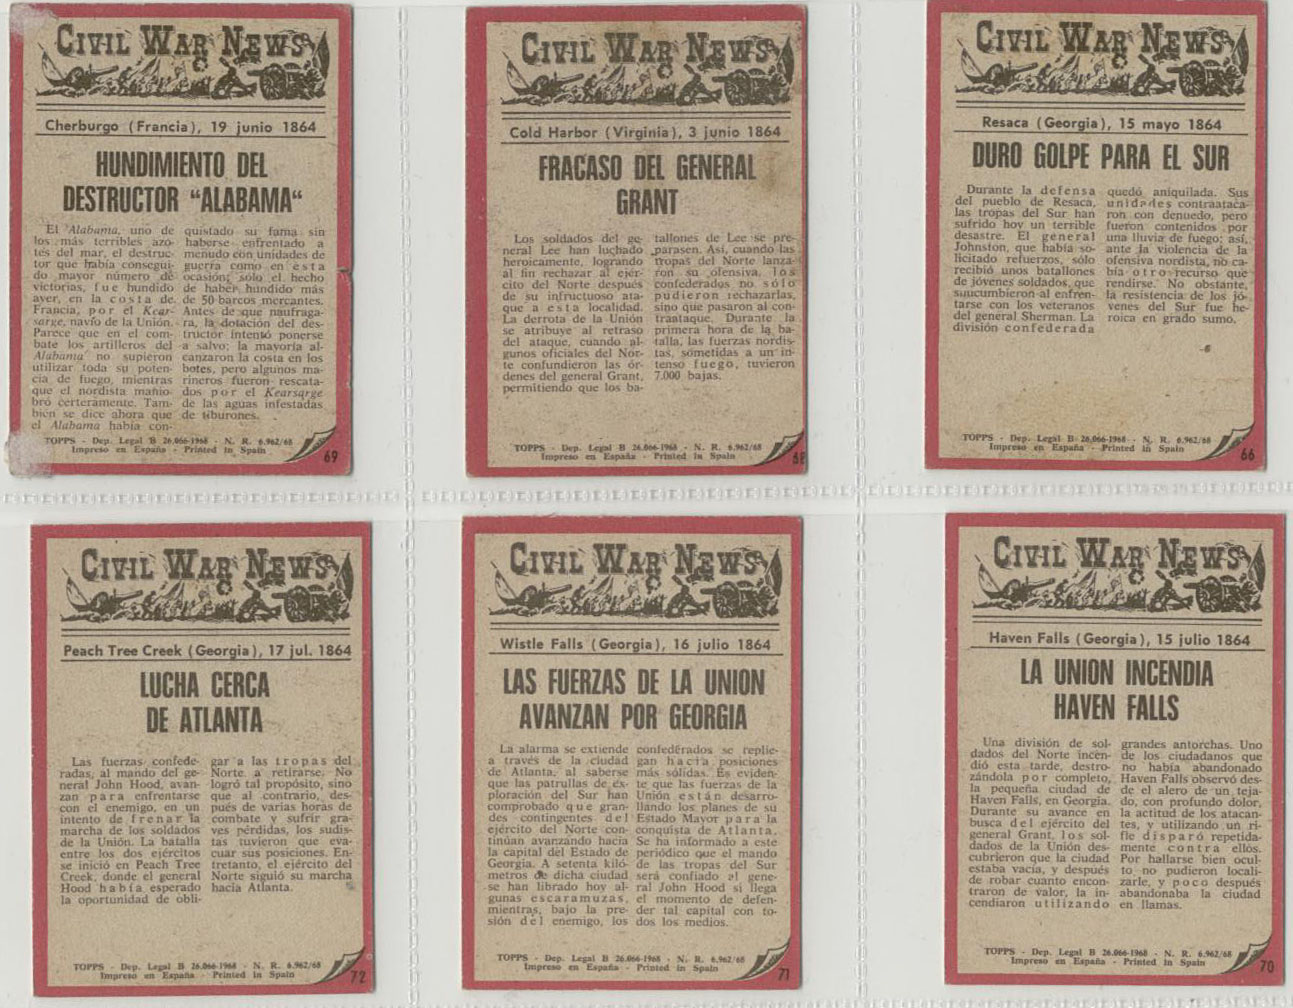 CIVIL WAR NEWS
Cherburgo (Francia), 19 junio 1864
HUNDIMIENTO DEL
DESTRUCTOR "ALABAMA"
El Alabama, uno de
los más terribles azo-
tes del mar, el destruc-
tor que había consegui-
do mayor número de
victorias, fue hundido
ayer, en la costa de
Francia, por el Kear-
sarge, navío de la Unión.
Parece que en el com-
bate los artilleros del
Alabama no supieron
utilizar toda su poten-
cia de fuego, mientras
que el nordista manio-
bró certeramente. Tam-
bién se dice ahora que
el Alabama había con-
quistado su fama sin
haberse enfrentado a
menudo con unidades de
guerra como en esta
ocasión; sólo el hecho
de haber hundido más
de 50 barcos mercantes.
Antes de que naufraga-
ra, la dotación del des-
tructor intentó ponerse
a salvo; la mayoría al-
canzaron la costa en los
botes, pero algunos ma-
rineros fueron rescata-
dos por el Kearsarge
de las aguas infestadas
de tiburones.
TOPPS - Dep. Legal B 26.066-1968 - N. R. 6.962/68
Impreso en España - Printed in Spain
69
CIVIL WAR NEWS
Cold Harbor (Virginia), 3 junio 1864
FRACASO DEL GENERAL
GRANT
Los soldados del ge-
neral Lee han luchado
heroicamente, logrando
al fin rechazar al ejér-
cito del Norte después
de su infructuoso ata-
que a esta localidad.
La derrota de la Unión
se atribuye al retraso
del ataque, cuando al-
gunos oficiales del Nor-
te confundieron las ór-
denes del general Grant,
permitiendo que los ba-
tallones de Lee se pre-
parasen. Así, cuando las
tropas del Norte lanza-
ron su ofensiva, los
confederados no sólo
pudieron rechazarlas,
sino que pasaron al con-
traataque. Durante la
primera hora de la ba-
talla, las fuerzas nordis-
tas, sometidas a un in-
tenso fuego, tuvieron
7.000 bajas.
TOPPS - Dep. Legal B 26.066-1968 - N. R. 6.962/68
Impreso en España - Printed in Spain
68
CIVIL WAR NEWS
Resaca (Georgia), 15 mayo 1864
DURO GOLPE PARA EL SUR
Durante la defensa
del pueblo de Resaca,
las tropas del Sur han
sufrido hoy un terrible
desastre. El general
Johnston, que había so-
licitado refuerzos, sólo
recibió unos batallones
de jóvenes soldados, que
sucumbieron al enfren-
tarse con los veteranos
del general Sherman. La
división confederada
quedó aniquilada. Sus
unidades contraataca-
ron con denuedo, pero
fueron contenidos por
una lluvia de fuego; así,
ante la violencia de la
ofensiva nordista, no ca-
bía otro recurso que
rendirse. No obstante,
la resistencia de los jó-
venes del Sur fue he-
roica en grado sumo.
TOPPS - Dep. Legal B 26.066-1968 - N. R. 6.962/68
Impreso en España - Printed in Spain
66
CIVIL WAR NEWS
Peach Tree Creek (Georgia), 17 jul. 1864
LUCHA CERCA
DE ATLANTA
Las fuerzas confede-
radas, al mando del ge-
neral John Hood, avan-
zan para enfrentarse
con el enemigo, en un
intento de frenar la
marcha de los soldados
de la Unión. La batalla
entre los dos ejércitos
se inició en Peach Tree
Creek, donde el general
Hood había esperado
la oportunidad de obli-
gar a las tropas del
Norte a retirarse. No
logró tal propósito, sino
que al contrario, des-
pués de varias horas de
combate y sufrir gra-
ves pérdidas, los sudis-
tas tuvieron que eva-
cuar sus posiciones. En-
tretanto, el ejército del
Norte siguió su marcha
hacia Atlanta.
TOPPS - Dep. Legal B 26.066-1968 - N. R. 6.962/68
Impreso en España - Printed in Spain
72
CIVIL WAR NEWS
Wistle Falls (Georgia), 16 julio 1864
LAS FUERZAS DE LA UNION
AVANZAN POR GEORGIA
La alarma se extiende
a través de la ciudad
de Atlanta, al saberse
que las patrullas de ex-
ploración del Sur han
comprobado que gran-
des contingentes del
ejército del Norte con-
tinúan avanzando hacia
la capital del Estado de
Georgia. A setenta kiló-
metros de dicha ciudad
se han librado hoy al-
gunas escaramuzas,
mientras, bajo la pre-
sión del enemigo, los
confederados se replie-
gan hacia posiciones
más sólidas. Es eviden-
te que las fuerzas de la
Unión están desarro-
llando los planes de su
Estado Mayor para la
conquista de Atlanta.
Se ha informado a este
periódico que el mando
de las tropas del Sur
será confiado al gene-
ral John Hood si llega
el momento de defen-
der tal capital con to-
dos los medios.
TOPPS - Dep. Legal B 26.066-1968 - N. R. 6.962/68
Impreso en España - Printed in Spain
71
CIVIL WAR NEWS
Haven Falls (Georgia), 15 julio 1864
LA UNION INCENDIA
HAVEN FALLS
Una división de sol-
dados del Norte incen-
dió esta tarde, destro-
zándola por completo,
la pequeña ciudad de
Haven Falls, en Georgia.
Durante su avance en
busca del ejército del
general Grant, los sol-
dados de la Unión des-
cubrieron que la ciudad
estaba vacía, y después
de robar cuanto encon-
traron de valor, la in-
cendiaron utilizando
grandes antorchas. Uno
de los ciudadanos que
no había abandonado
Haven Falls observó des-
de el alero de un teja-
do, con profundo dolor,
la actitud de los atacan-
tes, y utilizando un ri-
fle disparó repetida-
mente contra ellos.
Por hallarse bien ocul-
to no pudieron locali-
zarle, y poco después
abandonaba la ciudad
en llamas.
TOPPS - Dep. Legal B 26.066-1968 - N. R. 6.962/68
Impreso en España - Printed in Spain
70